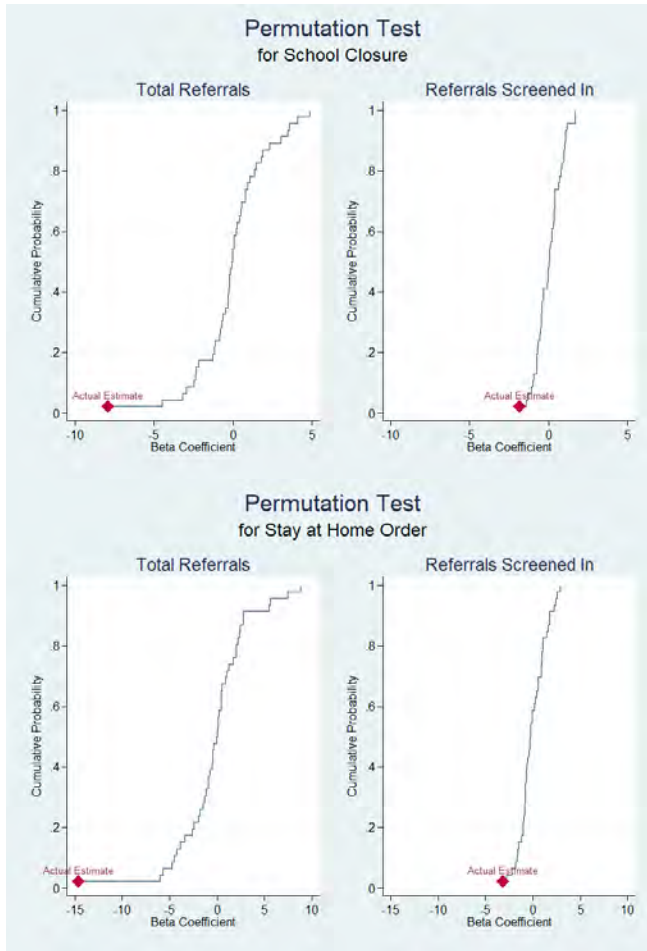 Permutation Test
for School Closure
Total Referrals
Referrals Screened In
Cumulative Probability
1
.8
.6
.4
.2
0
Actual Estimate
-10 -5 0 5
Beta Coefficient
Cumulative Probability
1
.8
.6
.4
.2
0
Actual Estimate
-10 -5 0 5
Beta Coefficient
Permutation Test
for Stay at Home Order
Total Referrals
Referrals Screened In
Cumulative Probability
1
.8
.6
.4
.2
0
Actual Estimate
-15 -10 -5 0 5 10
Beta Coefficient
Cumulative Probability
1
.8
.6
.4
.2
0
Actual Estimate
-15 -10 -5 0 5 10
Beta Coefficient